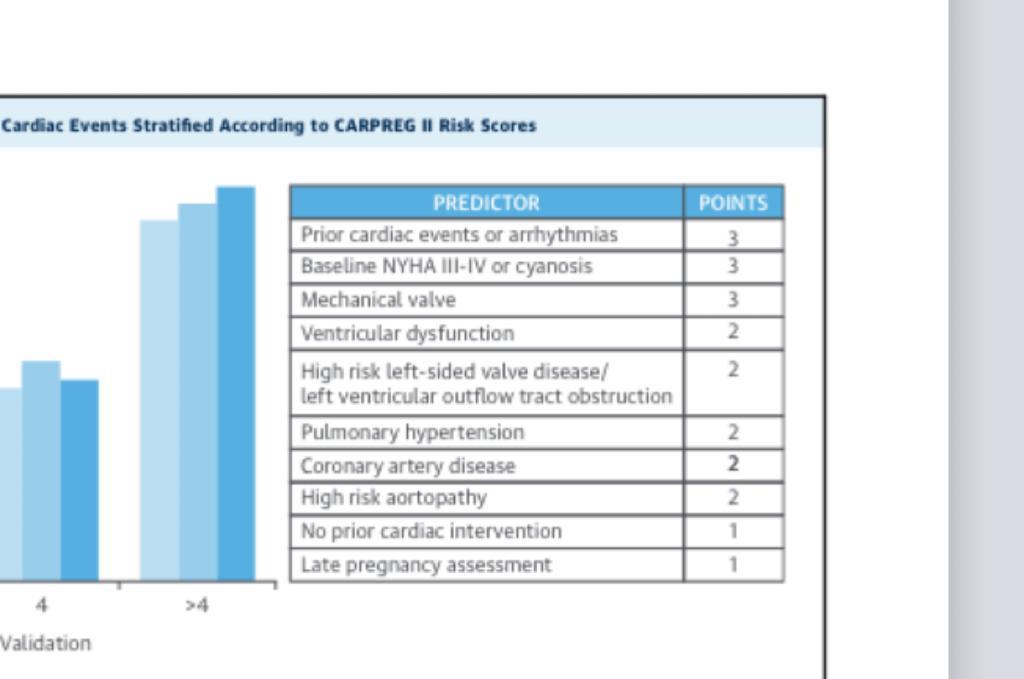 Cardiac Events Stratified According to CARPREG II Risk Scores
PREDICTOR POINTS
Prior cardiac events or arrhythmias 3
Baseline NYHA III-IV or cyanosis 3
Mechanical valve 3
Ventricular dysfunction 2
High risk left-sided valve disease/ 2
left ventricular outflow tract obstruction
Pulmonary hypertension 2
Coronary artery disease 2
High risk aortopathy 2
No prior cardiac intervention 1
Late pregnancy assessment 1
4 >4
Validation